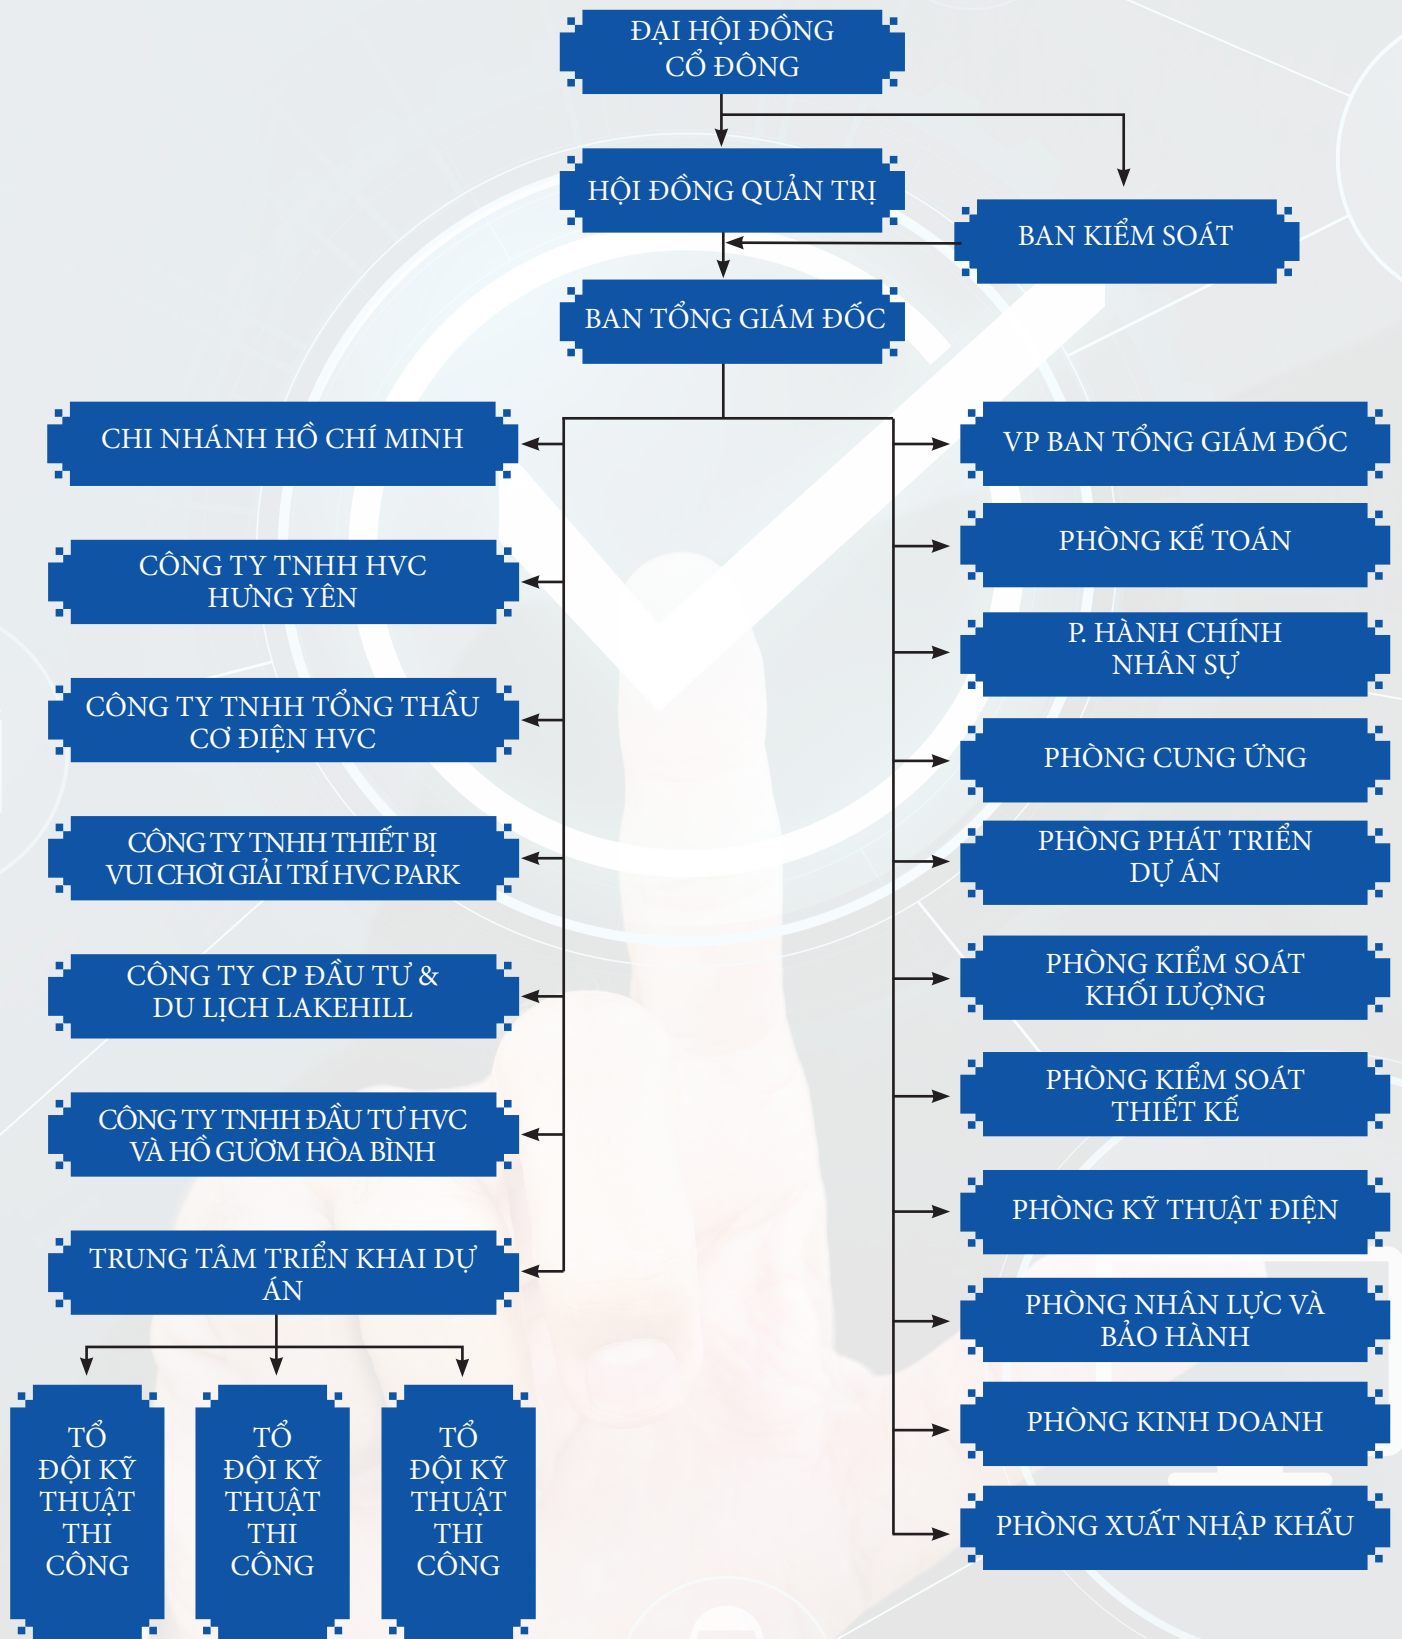 ĐẠI HỘI ĐỒNG
CỔ ĐÔNG
HỘI ĐỒNG QUẢN TRỊ
BAN KIỂM SOÁT
BAN TỔNG GIÁM ĐỐC
CHI NHÁNH HỒ CHÍ MINH
CÔNG TY TNHH HVC
HƯNG YÊN
CÔNG TY TNHH TỔNG THẦU
CƠ ĐIỆN HVC
CÔNG TY TNHH THIẾT BỊ
VUI CHƠI GIẢI TRÍ HVC PARK
CÔNG TY CP ĐẦU TƯ &
DU LỊCH LAKEHILL
CÔNG TY TNHH ĐẦU TƯ HVC
VÀ HỒ GƯƠM HÒA BÌNH
TRUNG TÂM TRIỂN KHAI DỰ
ÁN
TỔ
ĐỘI KỸ
THUẬT
THI
CÔNG
TỔ
ĐỘI KỸ
THUẬT
THI
CÔNG
TỔ
ĐỘI KỸ
THUẬT
THI
CÔNG
VP BAN TỔNG GIÁM ĐỐC
PHÒNG KẾ TOÁN
P. HÀNH CHÍNH
NHÂN SỰ
PHÒNG CUNG ỨNG
PHÒNG PHÁT TRIỂN
DỰ ÁN
PHÒNG KIỂM SOÁT
KHỐI LƯỢNG
PHÒNG KIỂM SOÁT
THIẾT KẾ
PHÒNG KỸ THUẬT ĐIỆN
PHÒNG NHÂN LỰC VÀ
BẢO HÀNH
PHÒNG KINH DOANH
PHÒNG XUẤT NHẬP KHẨU